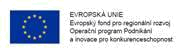 EVROPSKÁ UNIE
Evropský fond pro regionální rozvoj
Operační program Podnikání
a inovace pro konkurenceschopnost